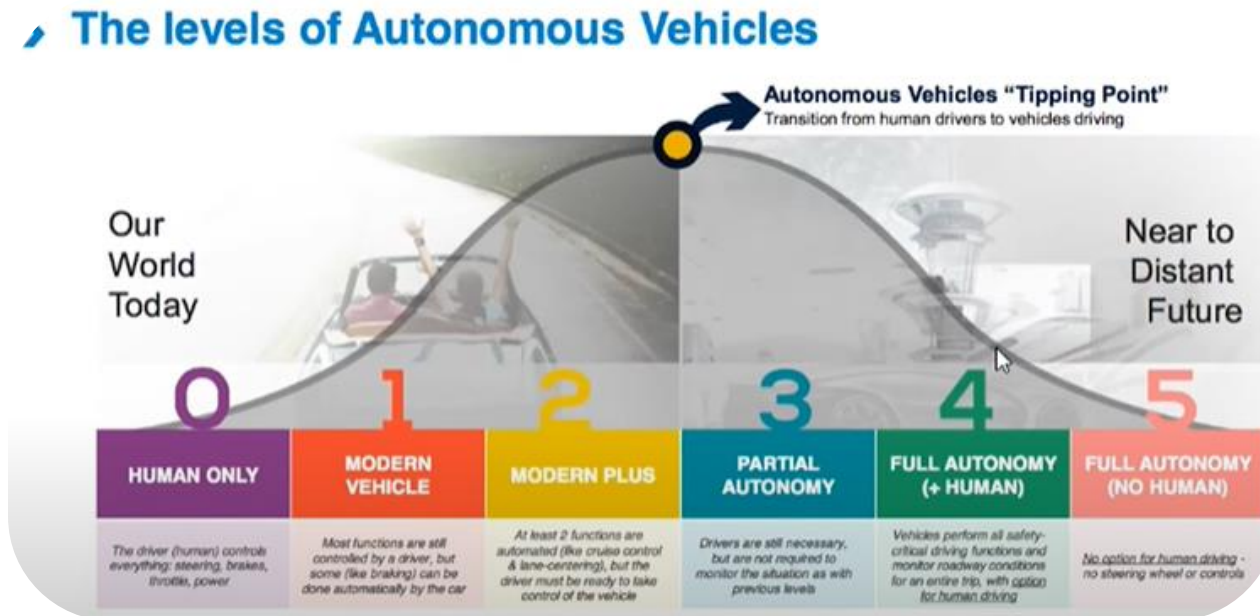 The levels of Autonomous Vehicles
Autonomous Vehicles “Tipping Point”
Transition from human drivers to vehicles driving
Our
World
Today
Near to
Distant
Future
0
HUMAN ONLY
The driver (human) controls
everything: steering, brakes,
throttle, power
1
MODERN
VEHICLE
Most functions are still
controlled by a driver, but
some (like braking) can be
done automatically by the car
2
MODERN PLUS
At least 2 functions are
automated (like cruise control
& lane-centering), but the
driver must be ready to take
control of the vehicle
3
PARTIAL
AUTONOMY
Drivers are still necessary,
but are not required to
monitor the situation as with
previous levels
4
FULL AUTONOMY
(+ HUMAN)
Vehicles perform all safety-
critical driving functions and
monitor roadway conditions
for an entire trip, with option
for human driving
5
FULL AUTONOMY
(NO HUMAN)
No option for human driving -
no steering wheel or controls